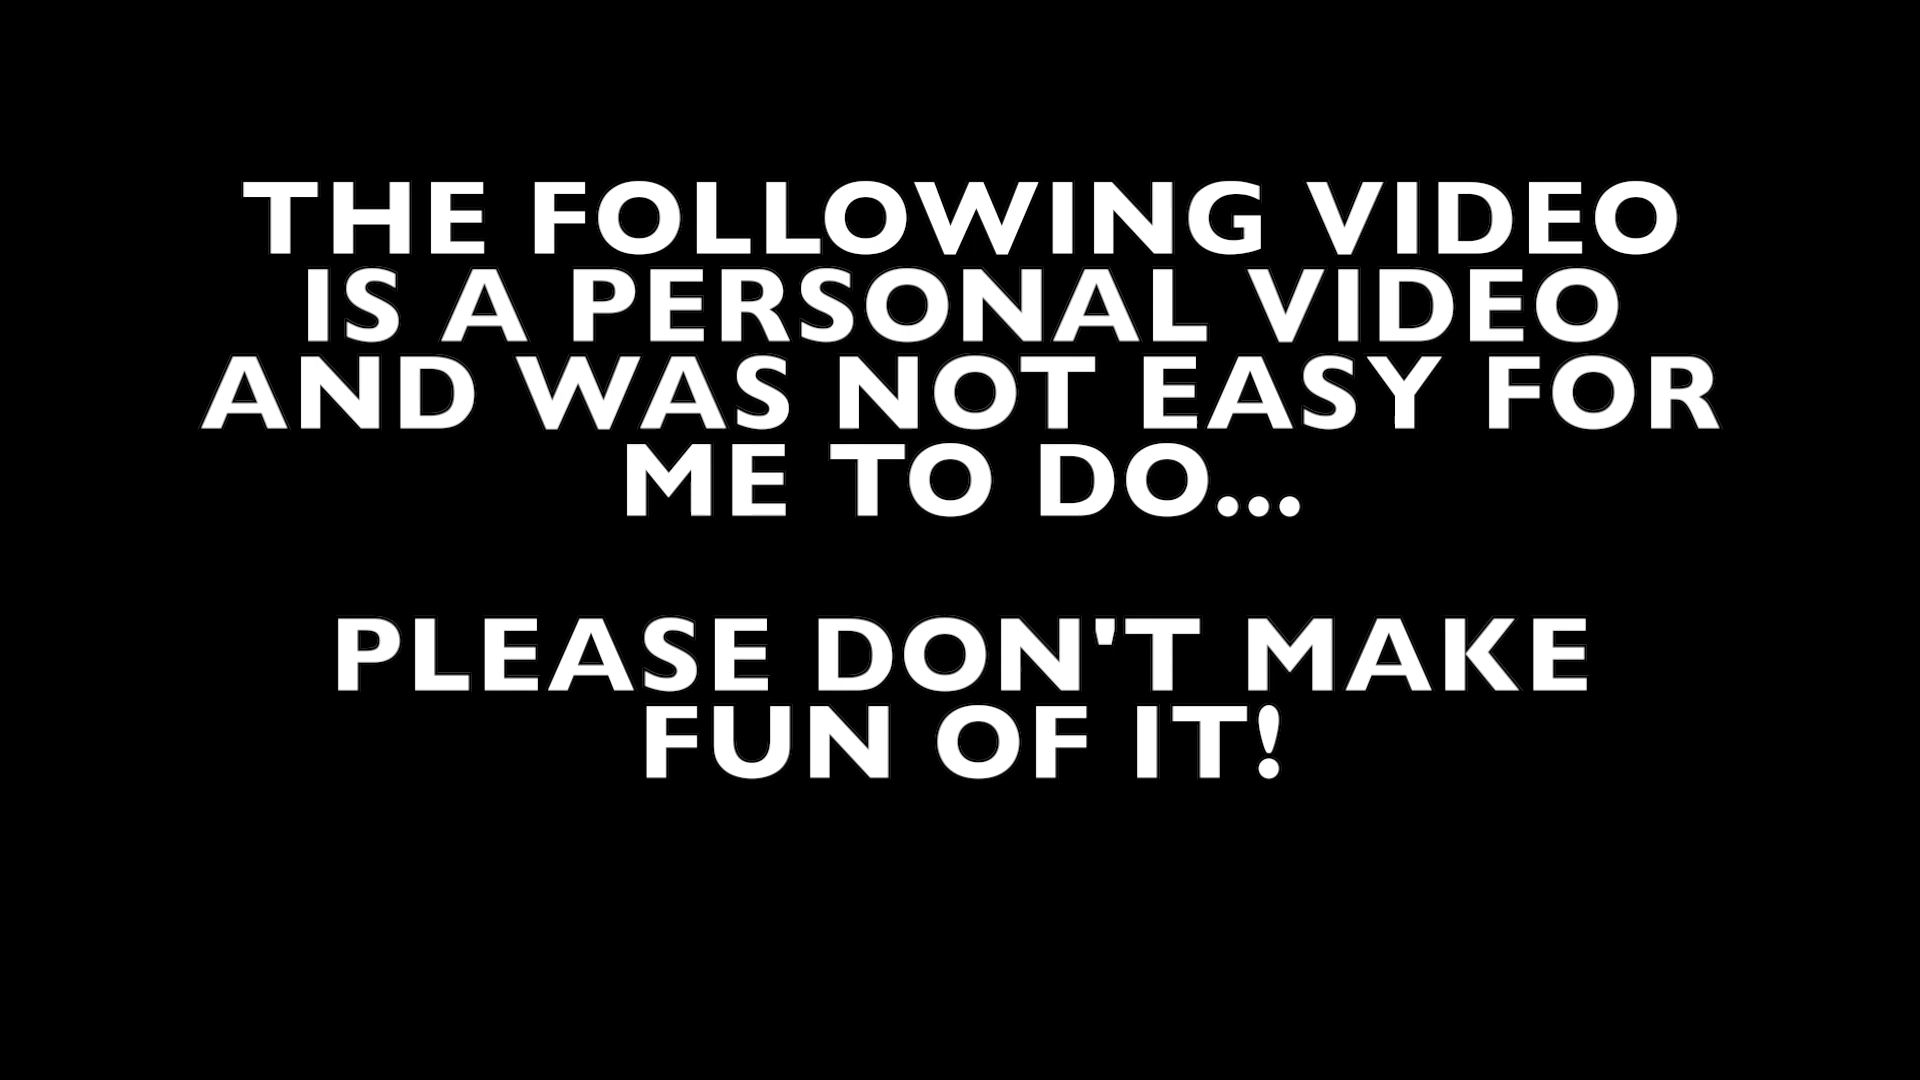 THE FOLLOWING VIDEO
IS A PERSONAL VIDEO
AND WAS NOT EASY FOR
ME TO DO...
PLEASE DON'T MAKE
FUN OF IT!